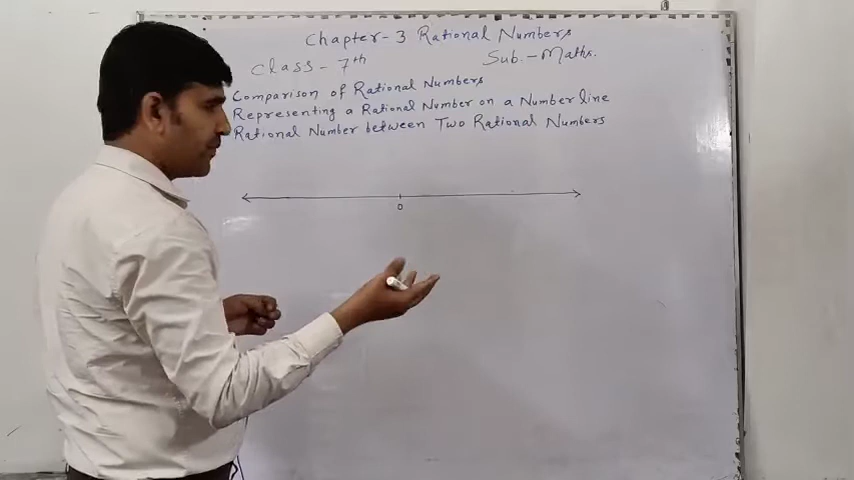 Chapter-3 Rational Numbers
Class - 7th Sub. - Maths.
Comparison of Rational Numbers
Representing a Rational Number on a Number line
Rational Number between Two Rational Numbers
0